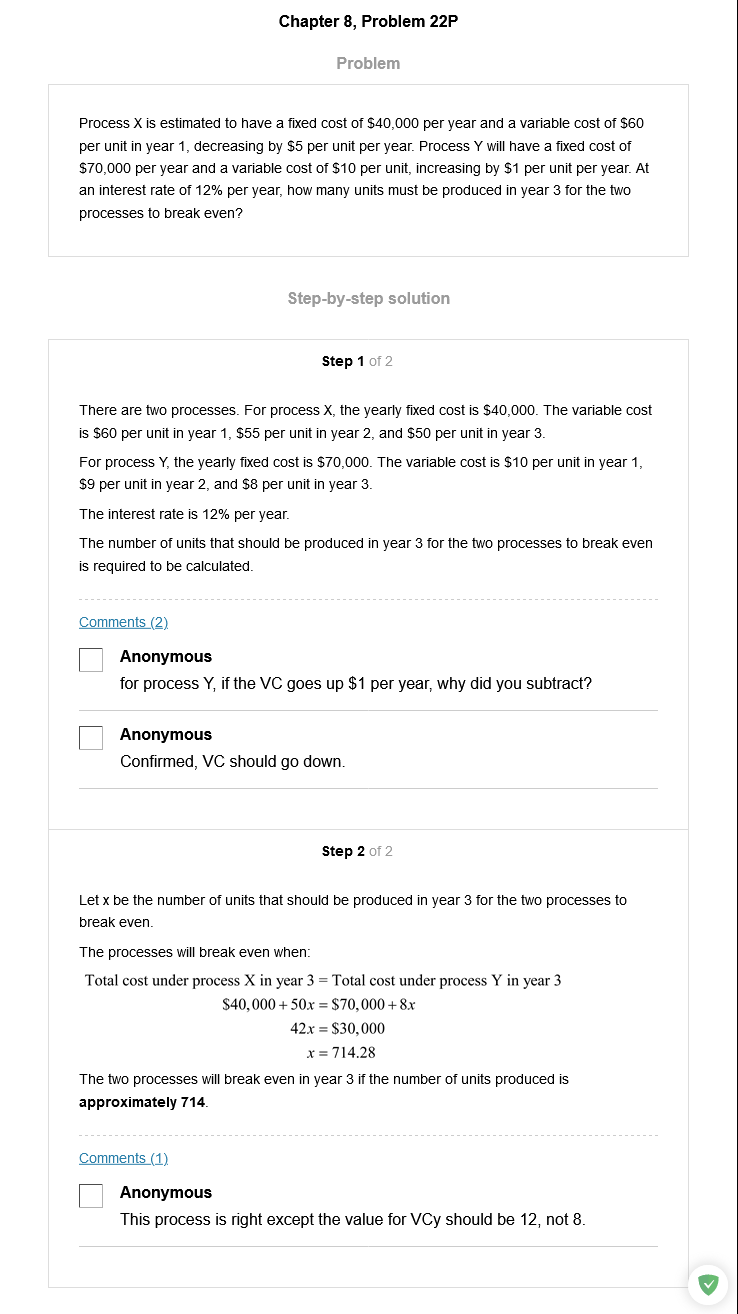 Chapter 8, Problem 22P
Problem
Process X is estimated to have a fixed cost of $40,000 per year and a variable cost of $60
per unit in year 1, decreasing by $5 per unit per year. Process Y will have a fixed cost of
$70,000 per year and a variable cost of $10 per unit, increasing by $1 per unit per year. At
an interest rate of 12% per year, how many units must be produced in year 3 for the two
processes to break even?
Step-by-step solution
Step 1 of 2
There are two processes. For process X, the yearly fixed cost is $40,000. The variable cost
is $60 per unit in year 1, $55 per unit in year 2, and $50 per unit in year 3.
For process Y, the yearly fixed cost is $70,000. The variable cost is $10 per unit in year 1,
$9 per unit in year 2, and $8 per unit in year 3.
The interest rate is 12% per year.
The number of units that should be produced in year 3 for the two processes to break even
is required to be calculated.
Comments (2)
Anonymous
for process Y, if the VC goes up $1 per year, why did you subtract?
Anonymous
Confirmed, VC should go down.
Step 2 of 2
Let x be the number of units that should be produced in year 3 for the two processes to
break even.
The processes will break even when:
Total cost under process X in year 3 = Total cost under process Y in year 3
$40,000 + 50x = $70,000 + 8x
42x = $30,000
x = 714.28
The two processes will break even in year 3 if the number of units produced is
approximately 714.
Comments (1)
Anonymous
This process is right except the value for VCy should be 12, not 8.